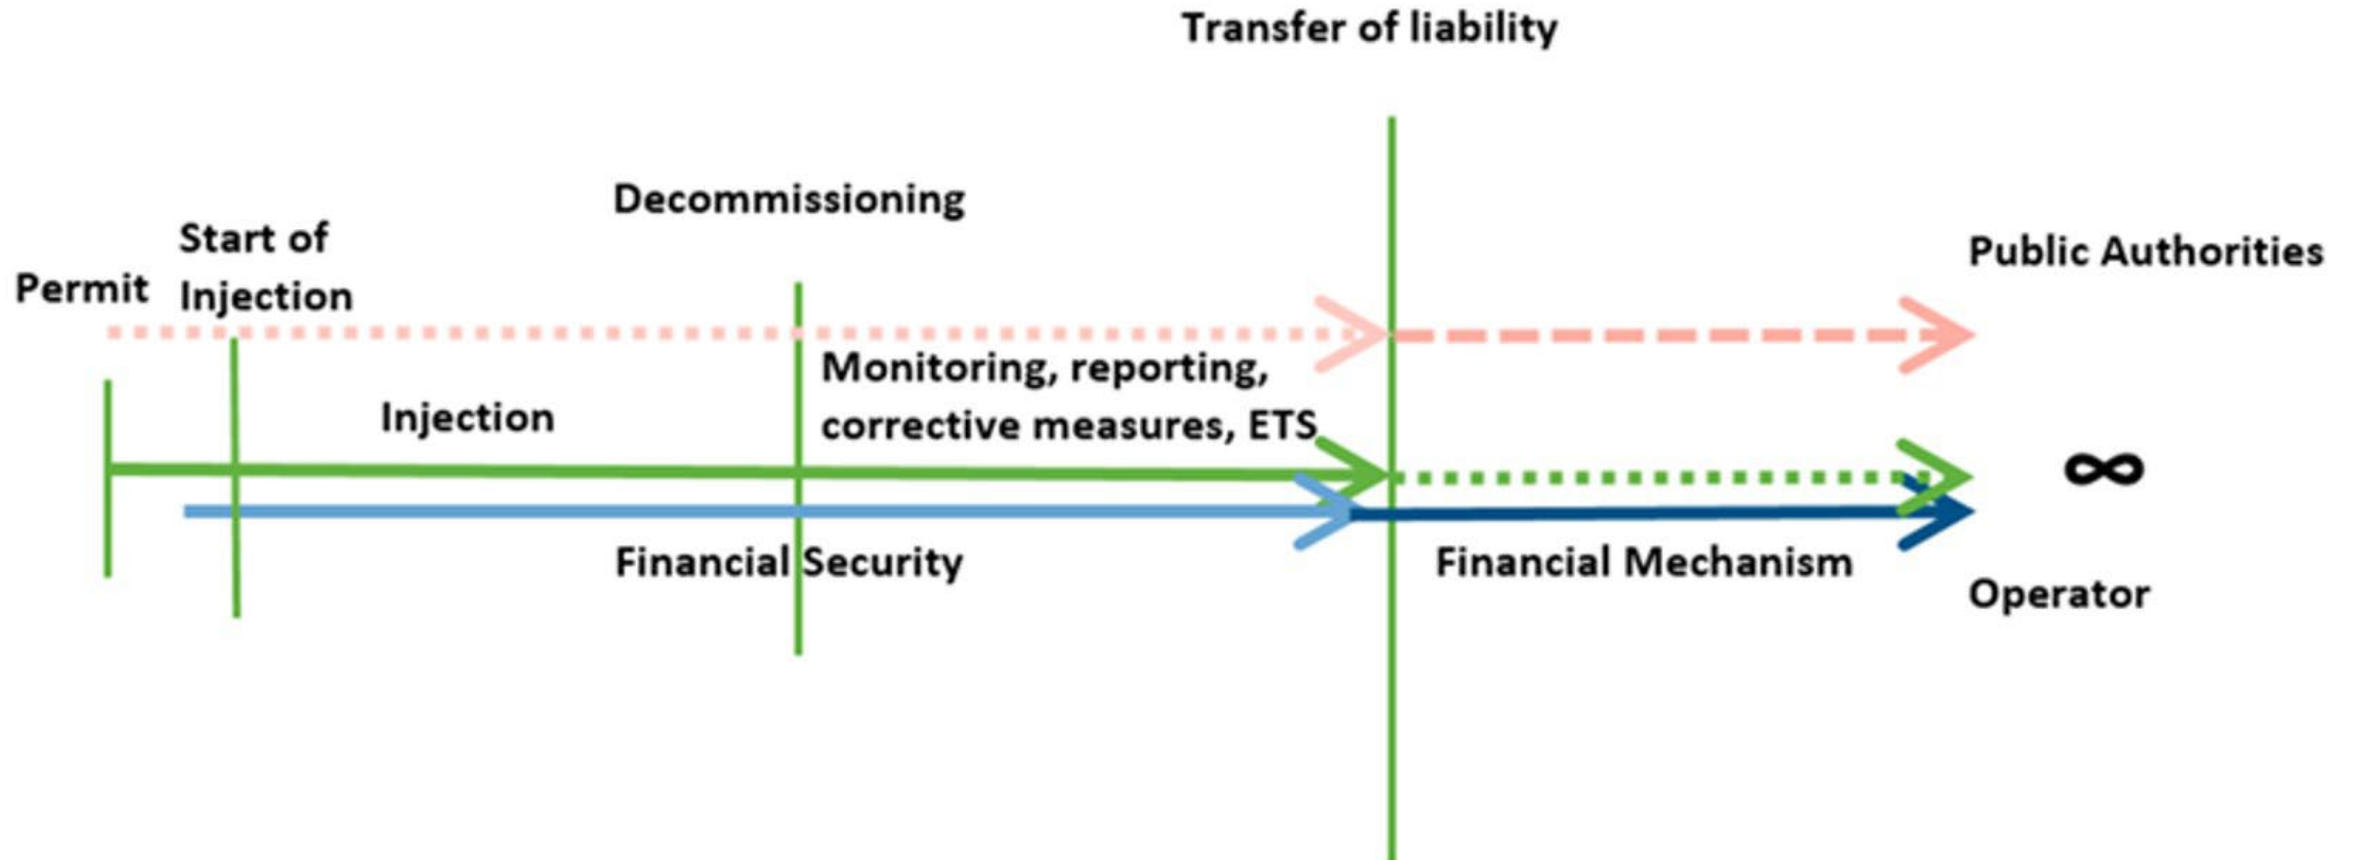 Transfer of liability
Decommissioning
Start of
Injection
Permit
Public Authorities
Monitoring, reporting,
corrective measures, ETS
Injection
∞
Financial Security
Financial Mechanism
Operator